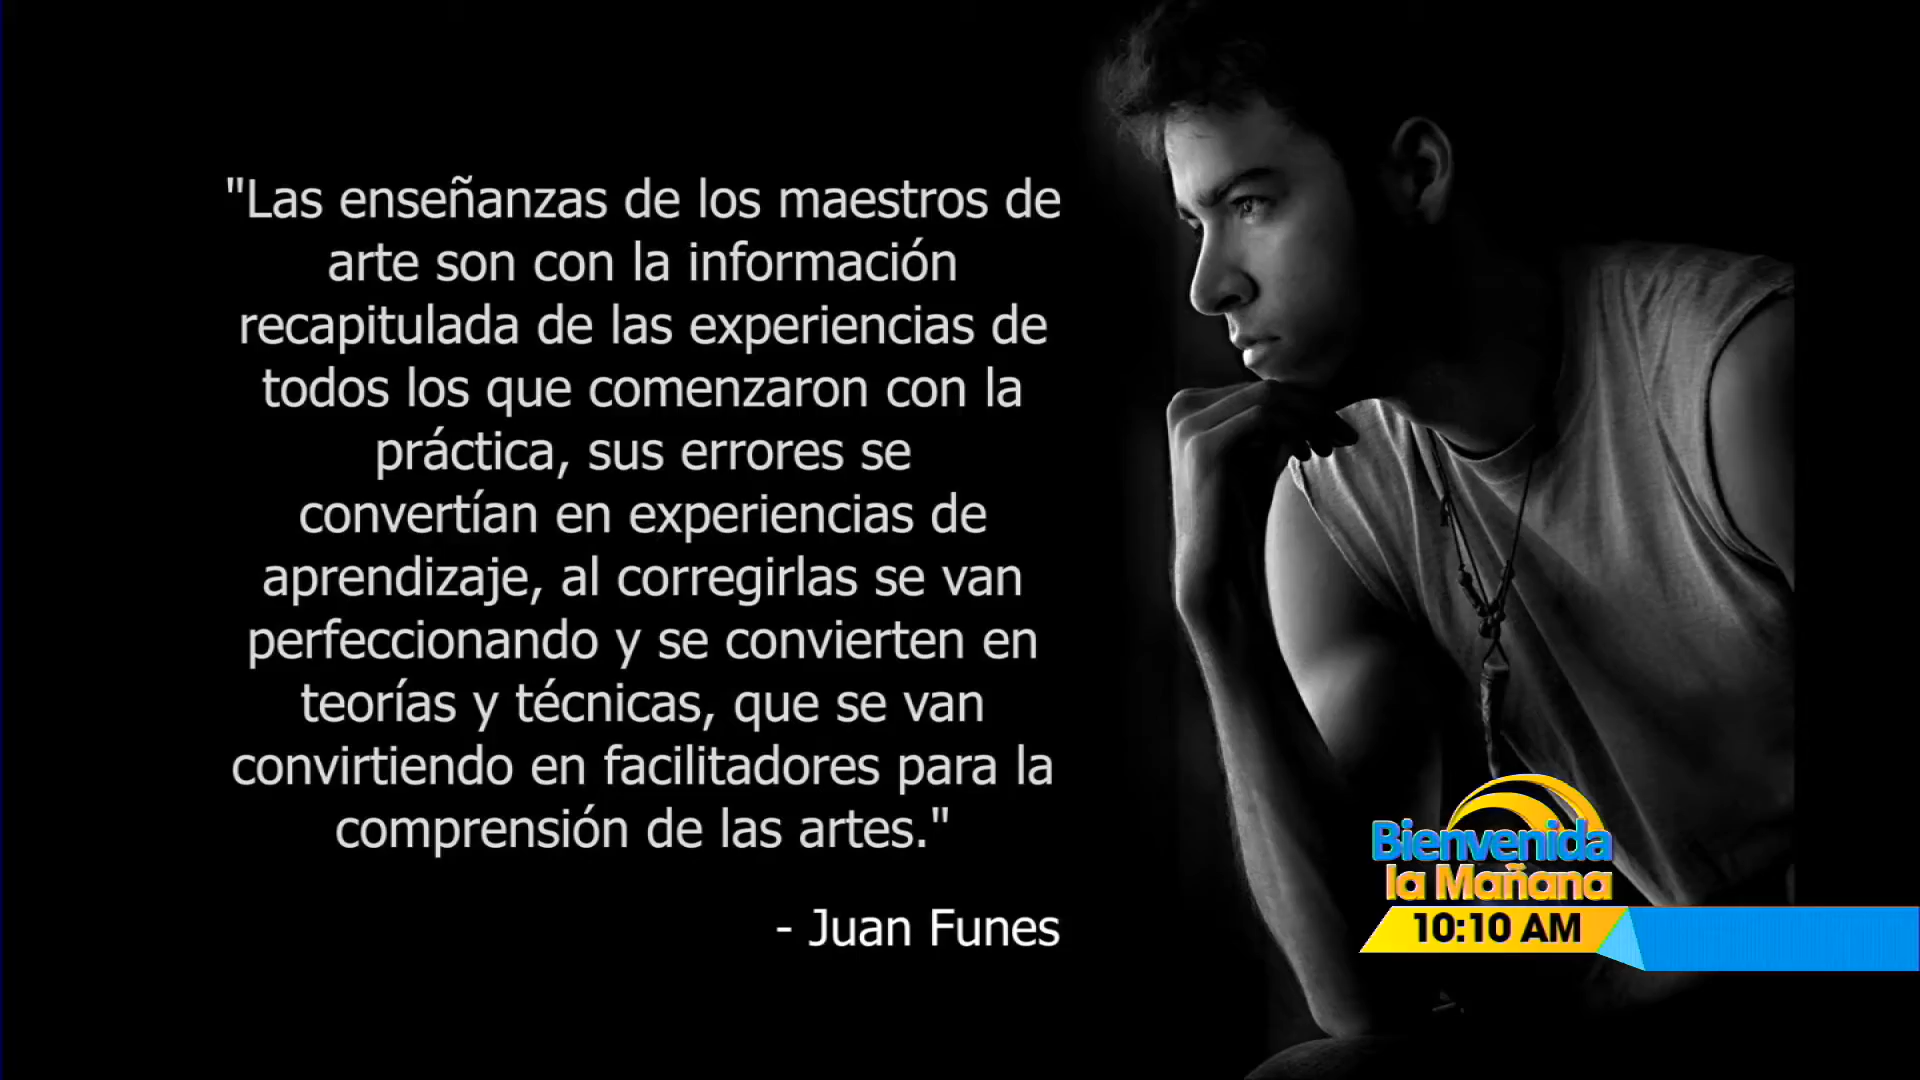 "Las enseñanzas de los maestros de
arte son con la información
recapitulada de las experiencias de
todos los que comenzaron con la
práctica, sus errores se
convertían en experiencias de
aprendizaje, al corregirlas se van
perfeccionando y se convierten en
teorías y técnicas, que se van
convirtiendo en facilitadores para la
comprensión de las artes."
- Juan Funes
Bienvenida
la Mañana
10:10 AM